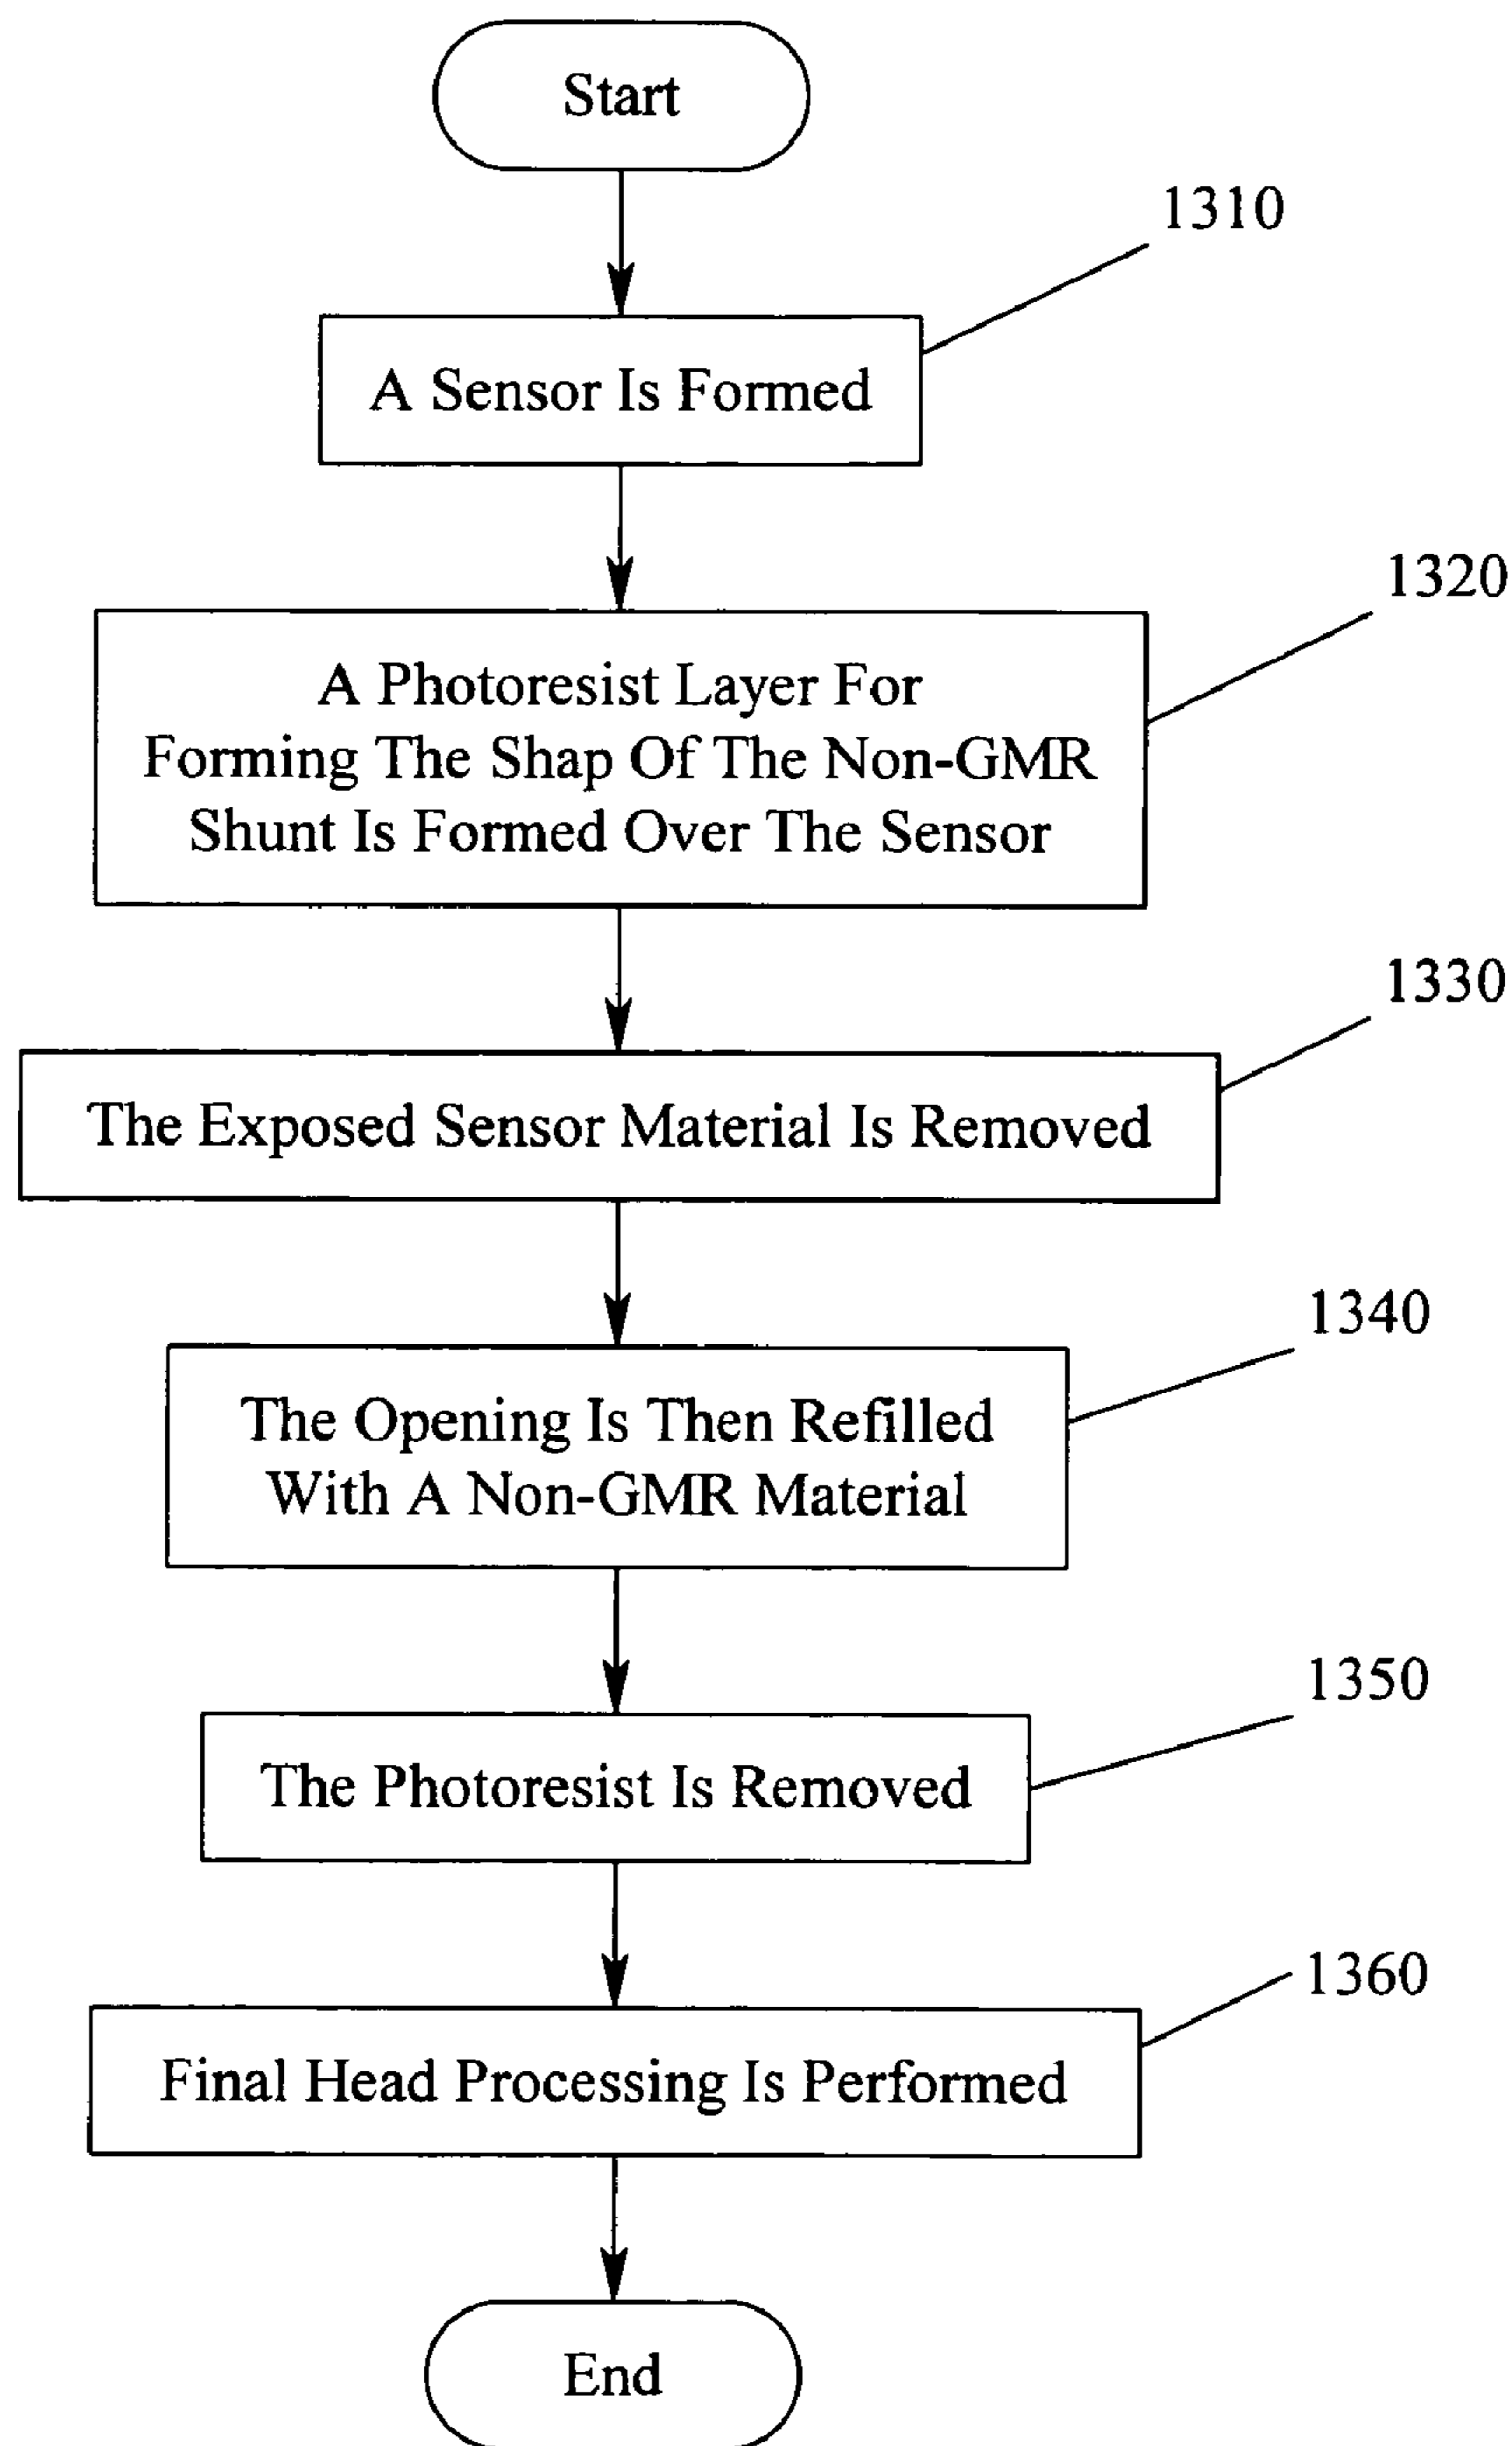 Start
1310
A Sensor Is Formed
1320
A Photoresist Layer For
Forming The Shap Of The Non-GMR
Shunt Is Formed Over The Sensor
1330
The Exposed Sensor Material Is Removed
1340
The Opening Is Then Refilled
With A Non-GMR Material
1350
The Photoresist Is Removed
1360
Final Head Processing Is Performed
End